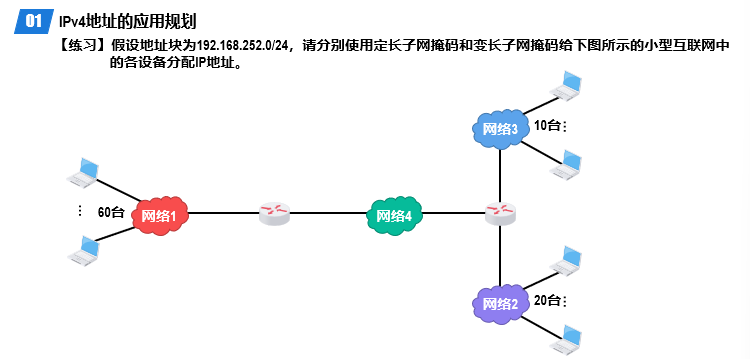 01 IPv4地址的应用规划
【练习】假设地址块为192.168.252.0/24，请分别使用定长子网掩码和变长子网掩码给下图所示的小型互联网中
的各设备分配IP地址。
网络3
10台⋮
⋮ 60台
网络1
网络4
网络2
20台⋮